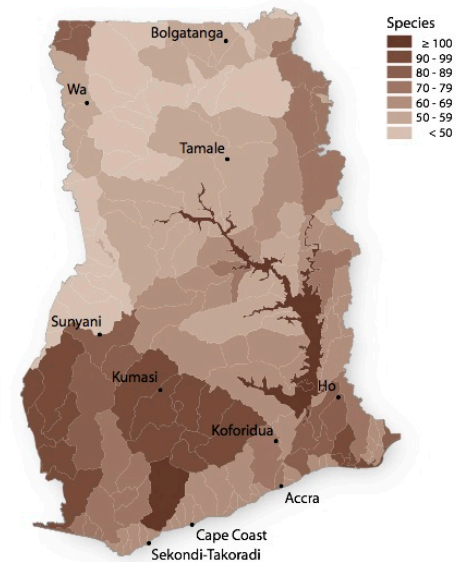 Species
≥ 100
90 - 99
80 - 89
70 - 79
60 - 69
50 - 59
< 50
Bolgatanga
Wa
Tamale
Sunyani
Kumasi
Ho
Koforidua
Accra
Cape Coast
Sekondi-Takoradi